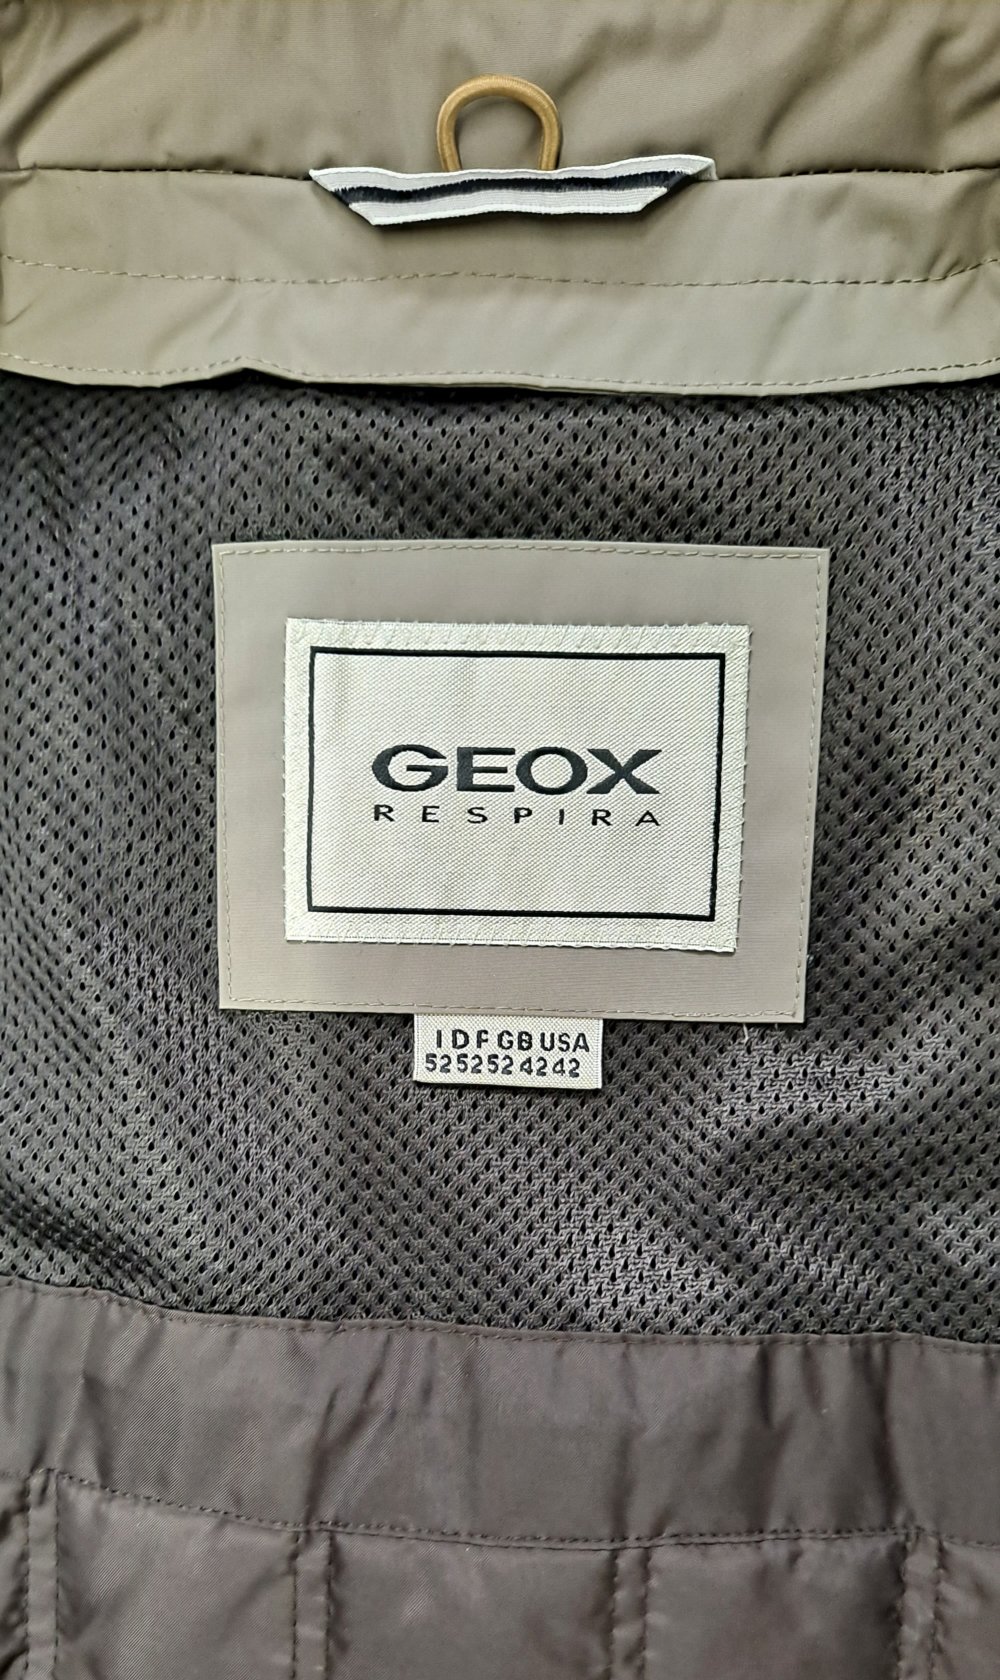 GEOX
RESPIRA
I D F GB USA
52 52 52 42 42